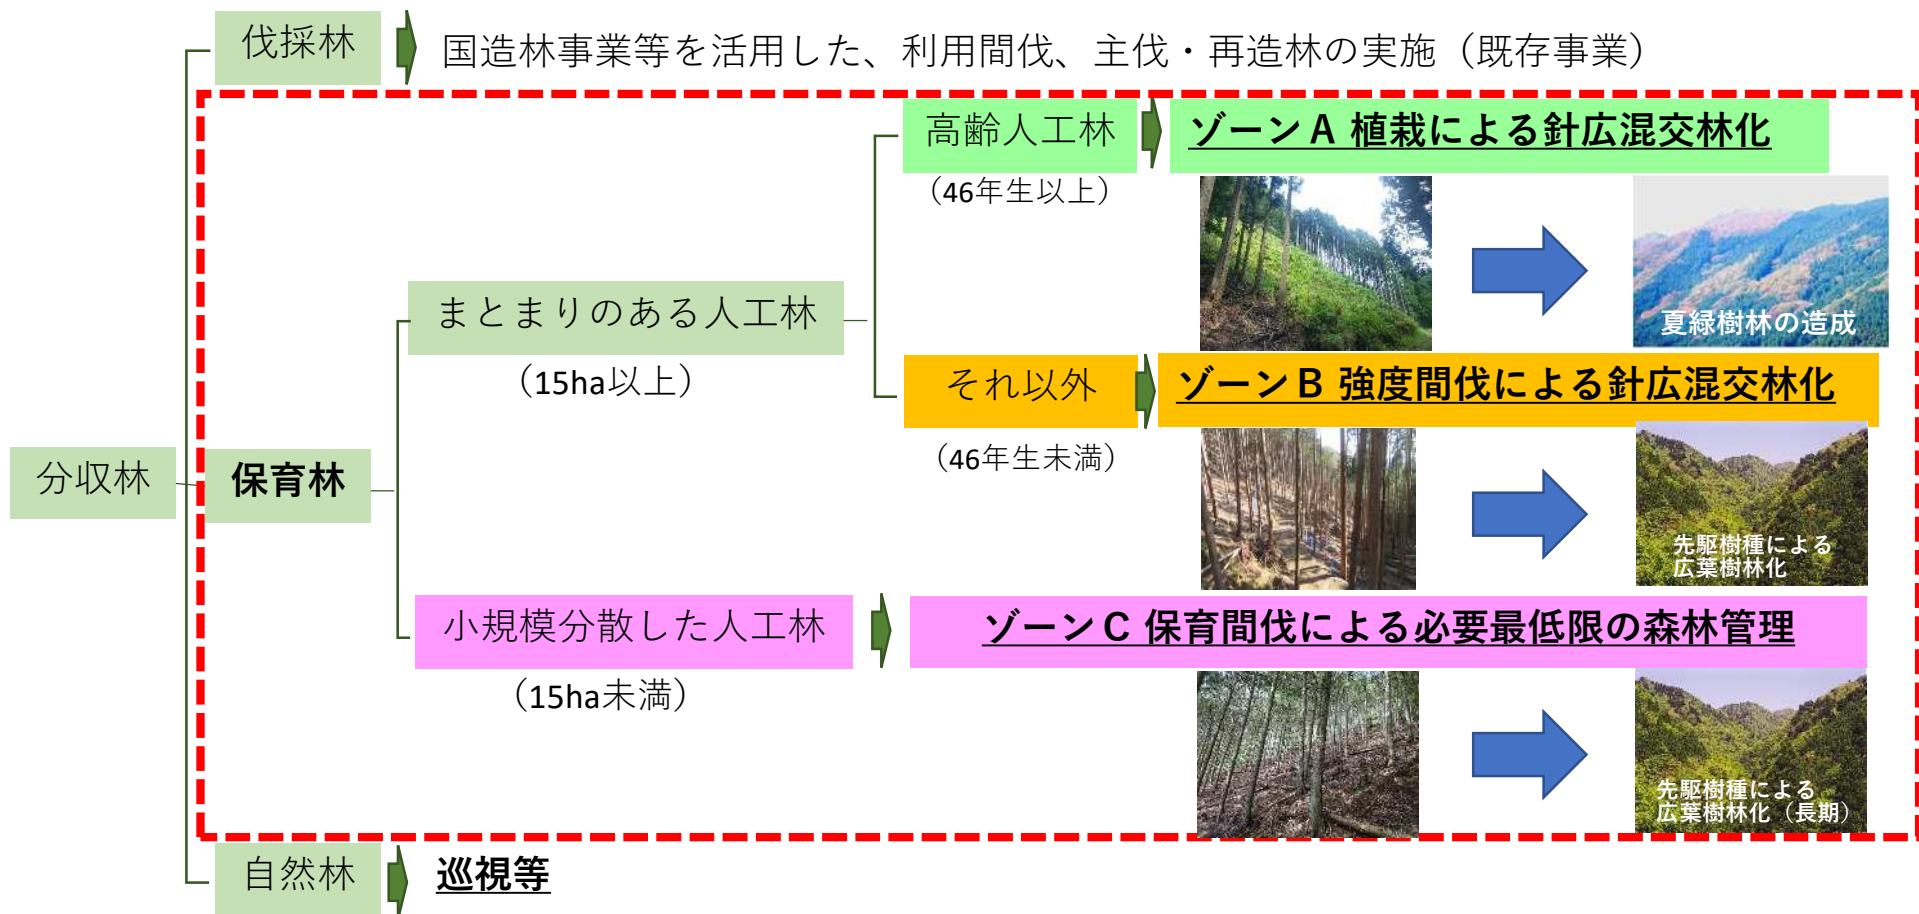 伐採林
国造林事業等を活用した、利用間伐、主伐・再造林の実施（既存事業）
高齢人工林
（46年生以上）
ゾーンA 植栽による針広混交林化
夏緑樹林の造成
まとまりのある人工林
（15ha以上）
それ以外
（46年生未満）
ゾーンB 強度間伐による針広混交林化
先駆樹種による
広葉樹林化
分収林
保育林
小規模分散した人工林
（15ha未満）
ゾーンC 保育間伐による必要最低限の森林管理
先駆樹種による
広葉樹林化（長期）
自然林
巡視等